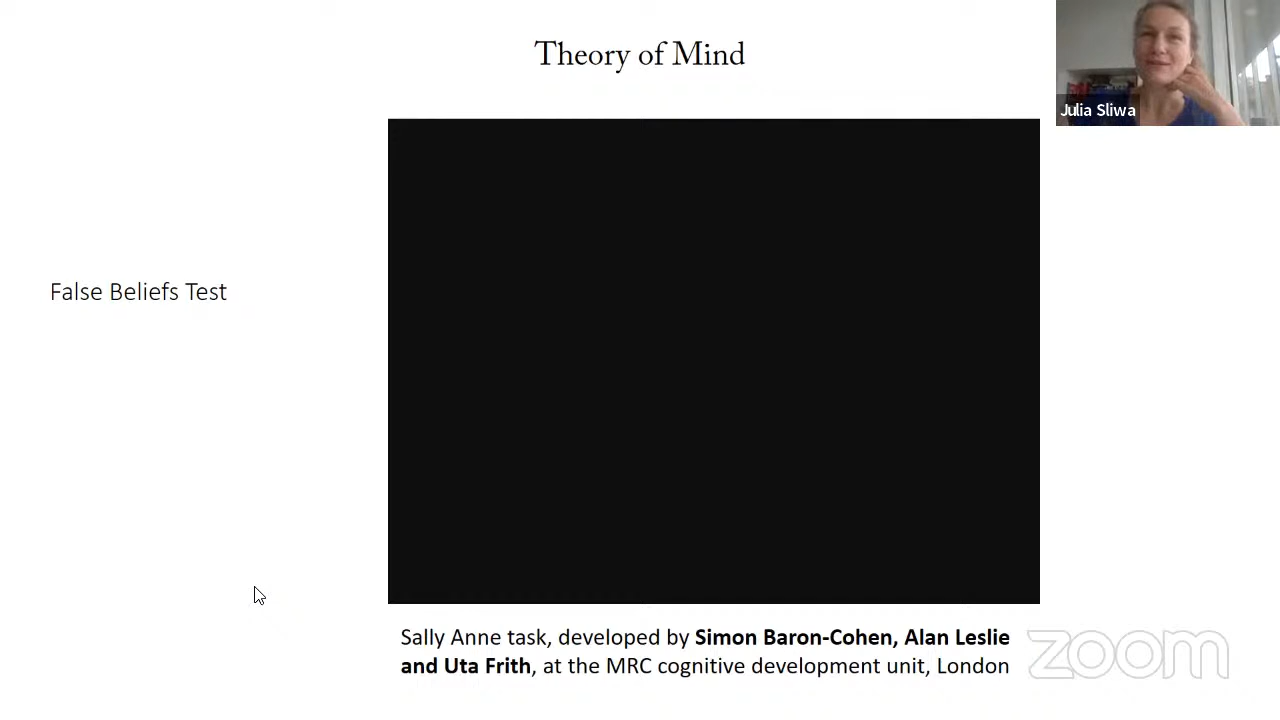 Theory of Mind
Julia Sliwa
False Beliefs Test
Sally Anne task, developed by Simon Baron-Cohen, Alan Leslie
and Uta Frith, at the MRC cognitive development unit, London
zoom